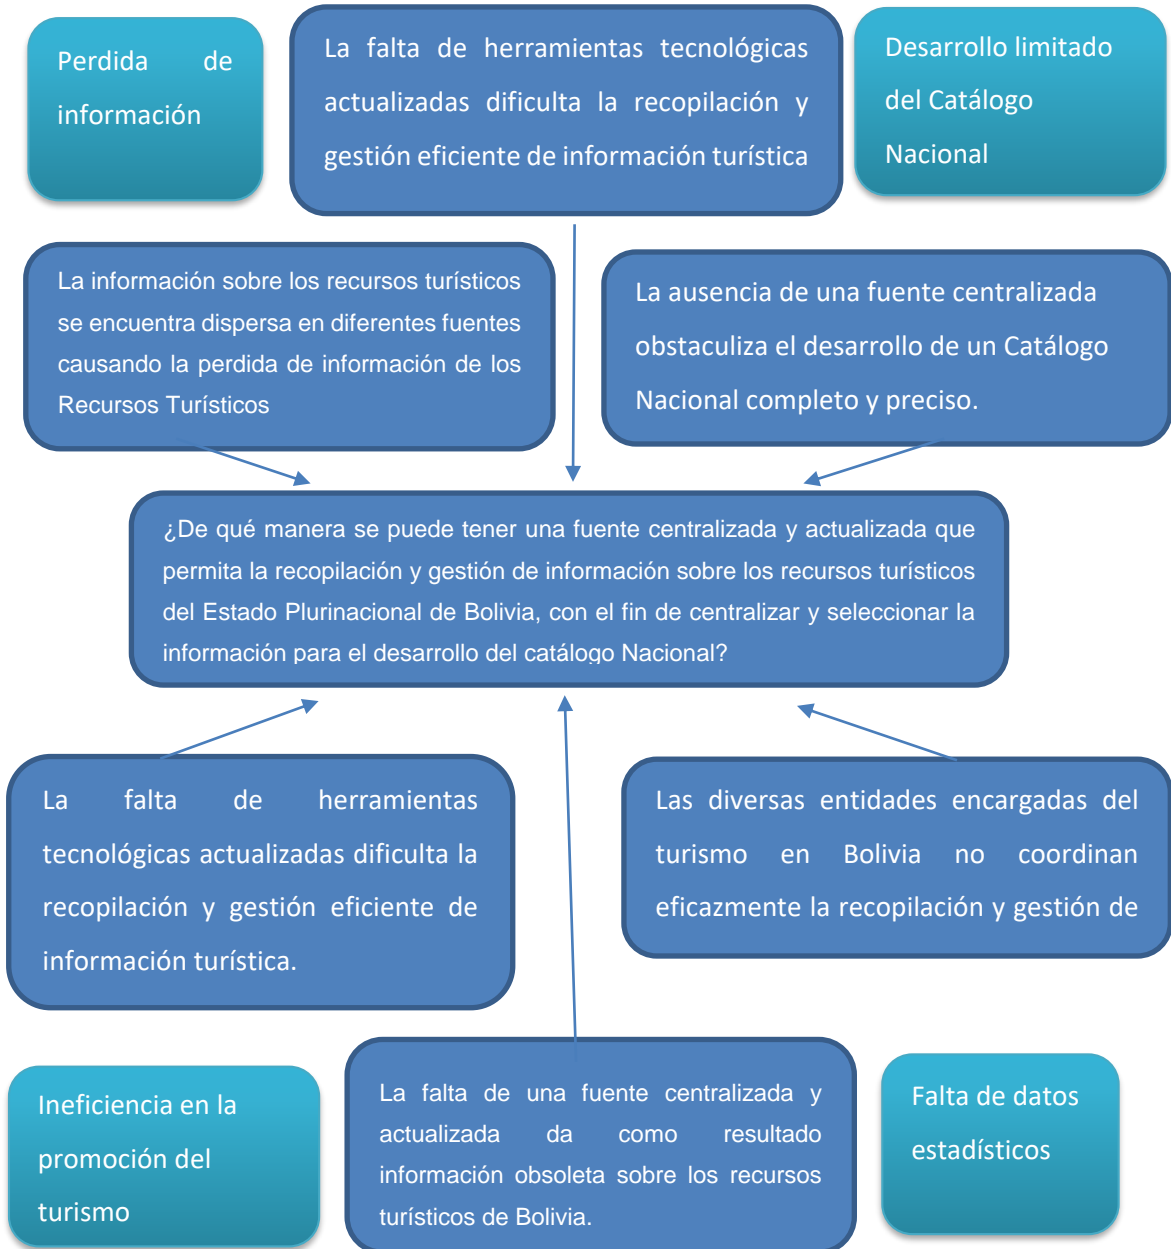 Perdida de
información
La falta de herramientas tecnológicas
actualizadas dificulta la recopilación y
gestión eficiente de información turística
Desarrollo limitado
del Catálogo
Nacional
La información sobre los recursos turísticos
se encuentra dispersa en diferentes fuentes
causando la perdida de información de los
Recursos Turísticos
La ausencia de una fuente centralizada
obstaculiza el desarrollo de un Catálogo
Nacional completo y preciso.
¿De qué manera se puede tener una fuente centralizada y actualizada que
permita la recopilación y gestión de información sobre los recursos turísticos
del Estado Plurinacional de Bolivia, con el fin de centralizar y seleccionar la
información para el desarrollo del catálogo Nacional?
La falta de herramientas
tecnológicas actualizadas dificulta la
recopilación y gestión eficiente de
información turística.
Las diversas entidades encargadas del
turismo en Bolivia no coordinan
eficazmente la recopilación y gestión de
Ineficiencia en la
promoción del
turismo
La falta de una fuente centralizada y
actualizada da como resultado
información obsoleta sobre los recursos
turísticos de Bolivia.
Falta de datos
estadísticos